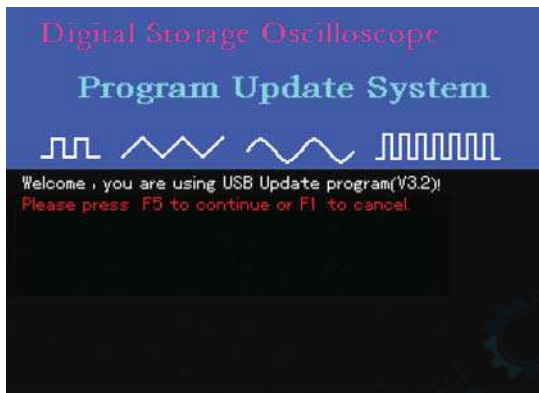 Digital Storage Oscilloscope
Program Update System
Welcome , you are using USB Update program(V3.2)!
Please press F5 to continue or F1 to cancel.